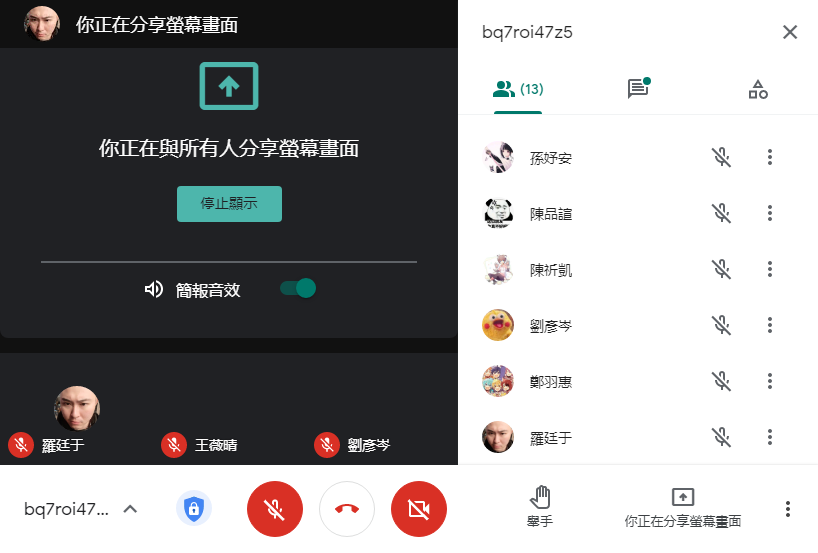 你正在分享螢幕畫面
你正在與所有人分享螢幕畫面
停止顯示
簡報音效
羅廷于
王薇晴
劉彥岑
bq7roi47...
bq7roi47z5
(13)
孫妤安
陳品諠
陳祈凱
劉彥岑
鄭羽惠
羅廷于
舉手
你正在分享螢幕畫面